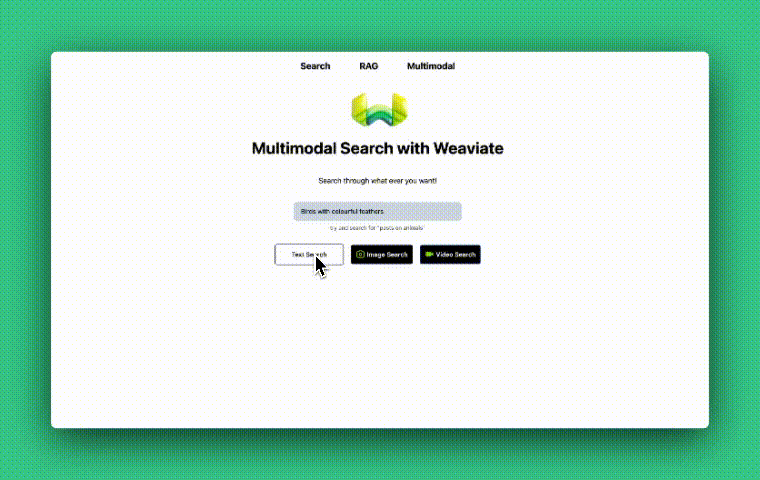 Search RAG Multimodal
Multimodal Search with Weaviate
Search through what ever you want!
Birds with colourful feathers
try and search for "posts on animals"
Text Search Image Search Video Search